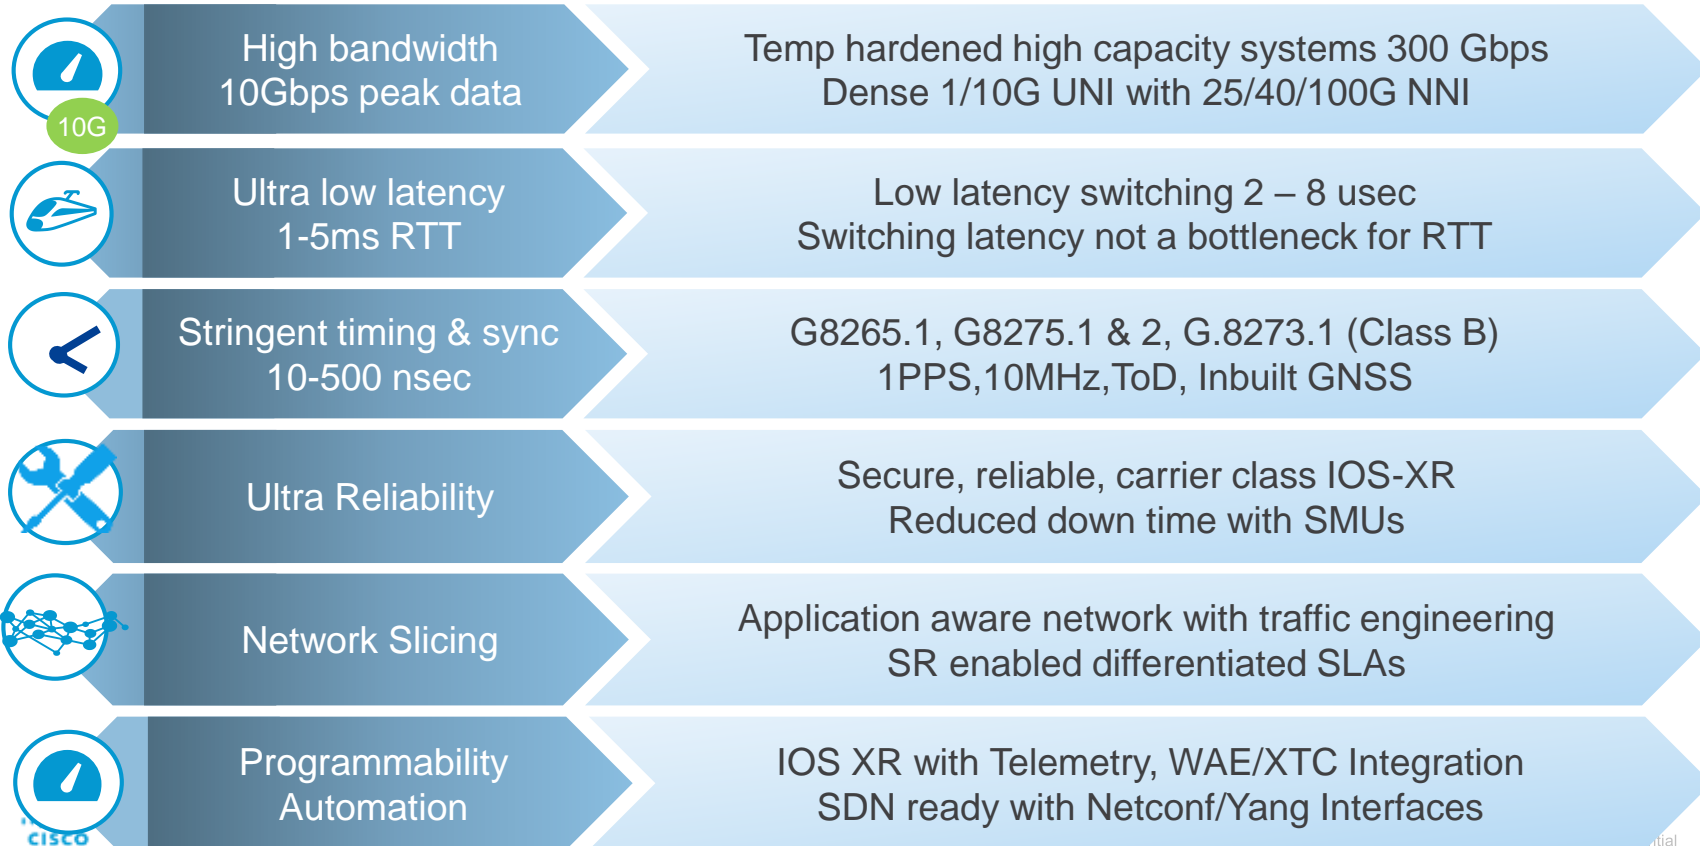 High bandwidth
10Gbps peak data
Temp hardened high capacity systems 300 Gbps
Dense 1/10G UNI with 25/40/100G NNI
10G
Ultra low latency
1-5ms RTT
Low latency switching 2 – 8 usec
Switching latency not a bottleneck for RTT
Stringent timing & sync
10-500 nsec
G8265.1, G8275.1 & 2, G.8273.1 (Class B)
1PPS,10MHz,ToD, Inbuilt GNSS
Ultra Reliability
Secure, reliable, carrier class IOS-XR
Reduced down time with SMUs
Network Slicing
Application aware network with traffic engineering
SR enabled differentiated SLAs
Programmability
Automation
IOS XR with Telemetry, WAE/XTC Integration
SDN ready with Netconf/Yang Interfaces
CISCO